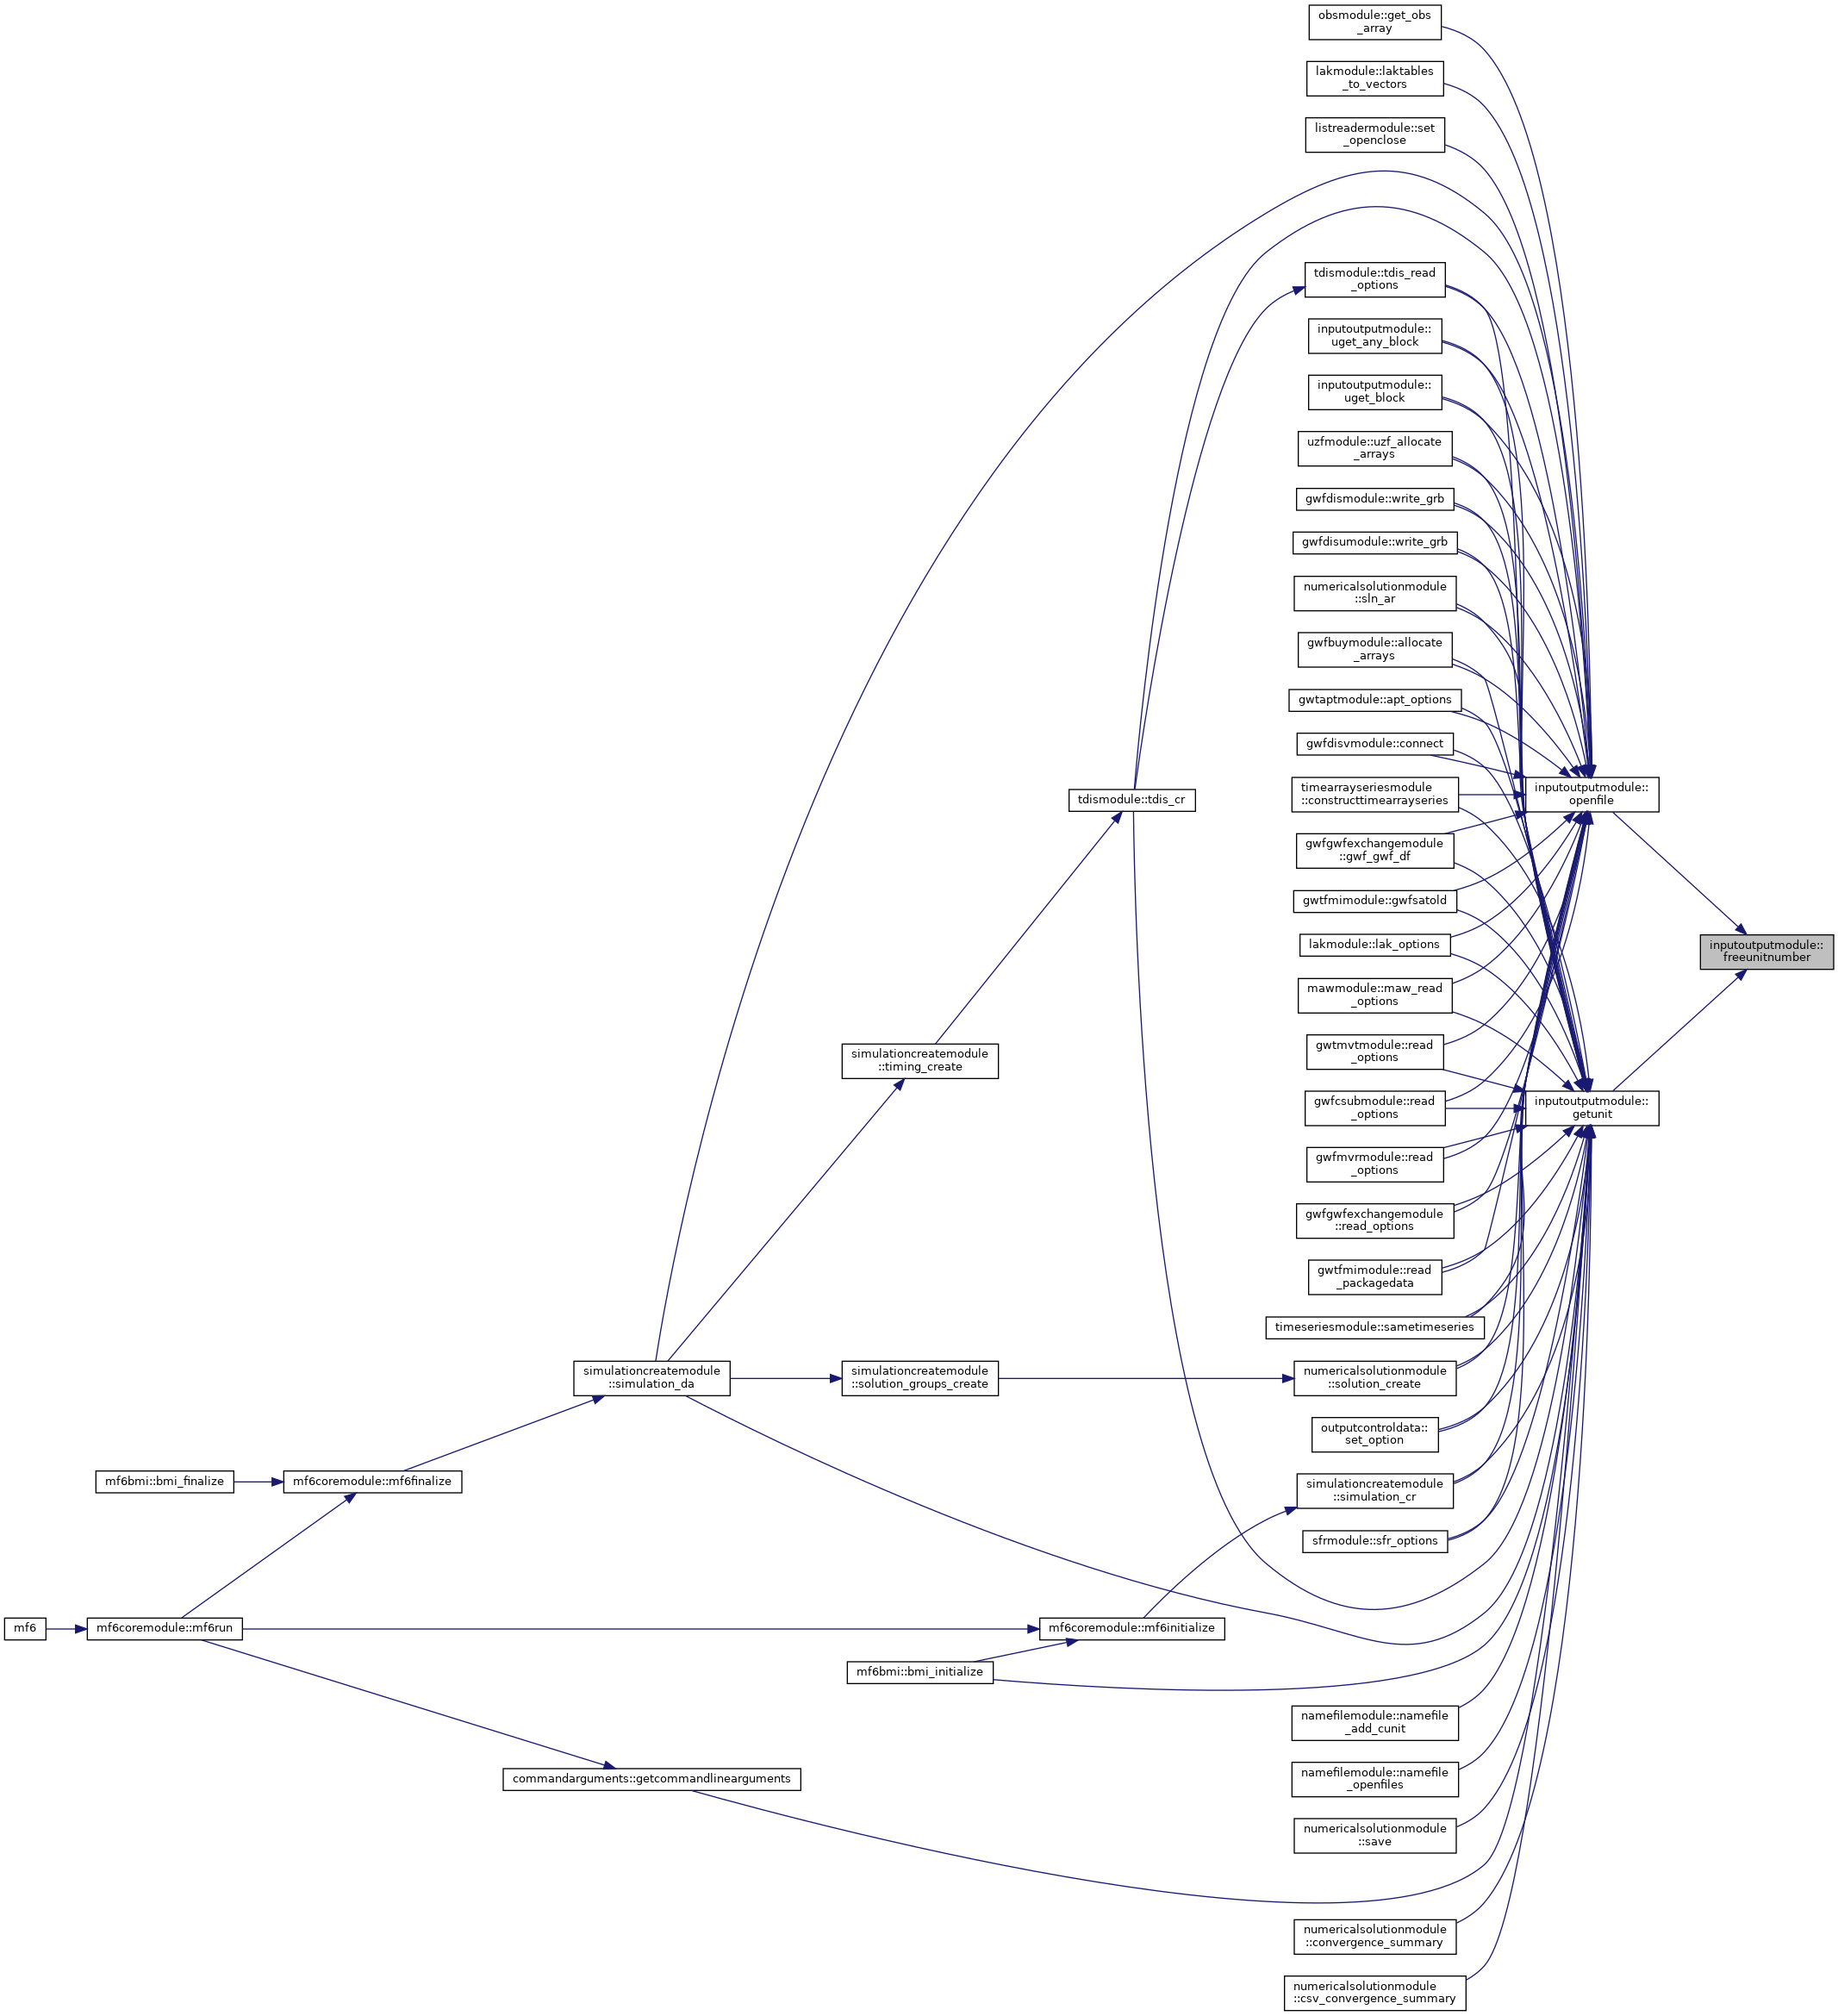 obsmodule::get_obs
_array
lakmodule::laktables
_to_vectors
listreadermodule::set
_openclose
tdismodule::tdis_read
_options
inputoutputmodule::
uget_any_block
inputoutputmodule::
uget_block
uzfmodule::uzf_allocate
_arrays
gwfdismodule::write_grb
gwfdisumodule::write_grb
numericalsolutionmodule
::sln_ar
gwfbuymodule::allocate
_arrays
gwtaptmodule::apt_options
gwfdisvmodule::connect
tdismodule::tdis_cr
timearrayseriesmodule
::constructtimearrayseries
inputoutputmodule::
openfile
gwfgwfexchangemodule
::gwf_gwf_df
gwtfmimodule::gwfsatold
lakmodule::lak_options
inputoutputmodule::
freeunitnumber
mawmodule::maw_read
_options
simulationcreatemodule
::timing_create
gwtmvtmodule::read
_options
gwfcsubmodule::read
_options
inputoutputmodule::
getunit
gwfmvrmodule::read
_options
gwfgwfexchangemodule
::read_options
gwtfmimodule::read
_packagedata
timeseriesmodule::sametimeseries
simulationcreatemodule
::simulation_da
simulationcreatemodule
::solution_groups_create
numericalsolutionmodule
::solution_create
outputcontroldata::
set_option
mf6bmi::bmi_finalize
mf6coremodule::mf6finalize
simulationcreatemodule
::simulation_cr
sfrmodule::sfr_options
mf6
mf6coremodule::mf6run
mf6coremodule::mf6initialize
mf6bmi::bmi_initialize
namefilemodule::namefile
_add_cunit
commandarguments::getcommandlinearguments
namefilemodule::namefile
_openfiles
numericalsolutionmodule
::save
numericalsolutionmodule
::convergence_summary
numericalsolutionmodule
::csv_convergence_summary